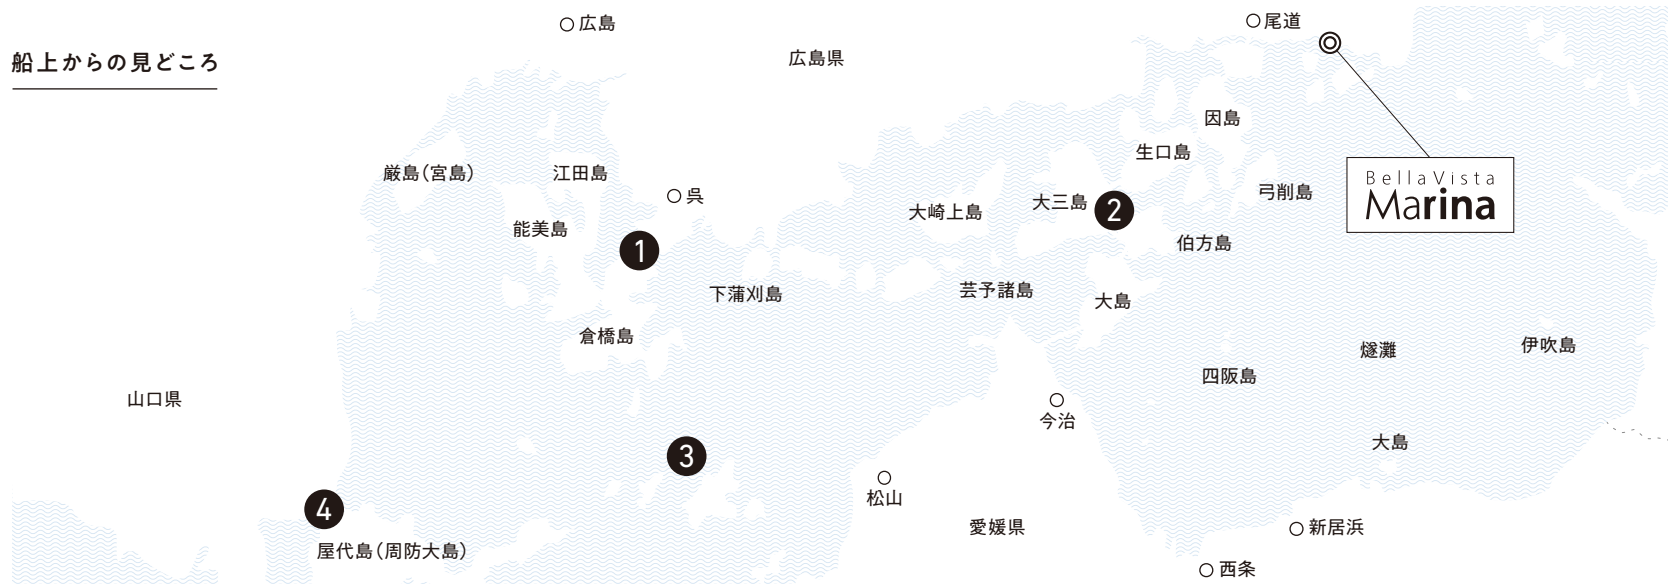 船上からの見どころ
広島
広島県
尾道
BellaVista
Marina
因島
生口島
厳島（宮島）
江田島
呉
弓削島
大三島
2
大崎上島
能美島
1
伯方島
下蒲刈島
芸予諸島
大島
倉橋島
燧灘
伊吹島
四阪島
山口県
今治
大島
3
松山
4
愛媛県
新居浜
屋代島（周防大島）
西条